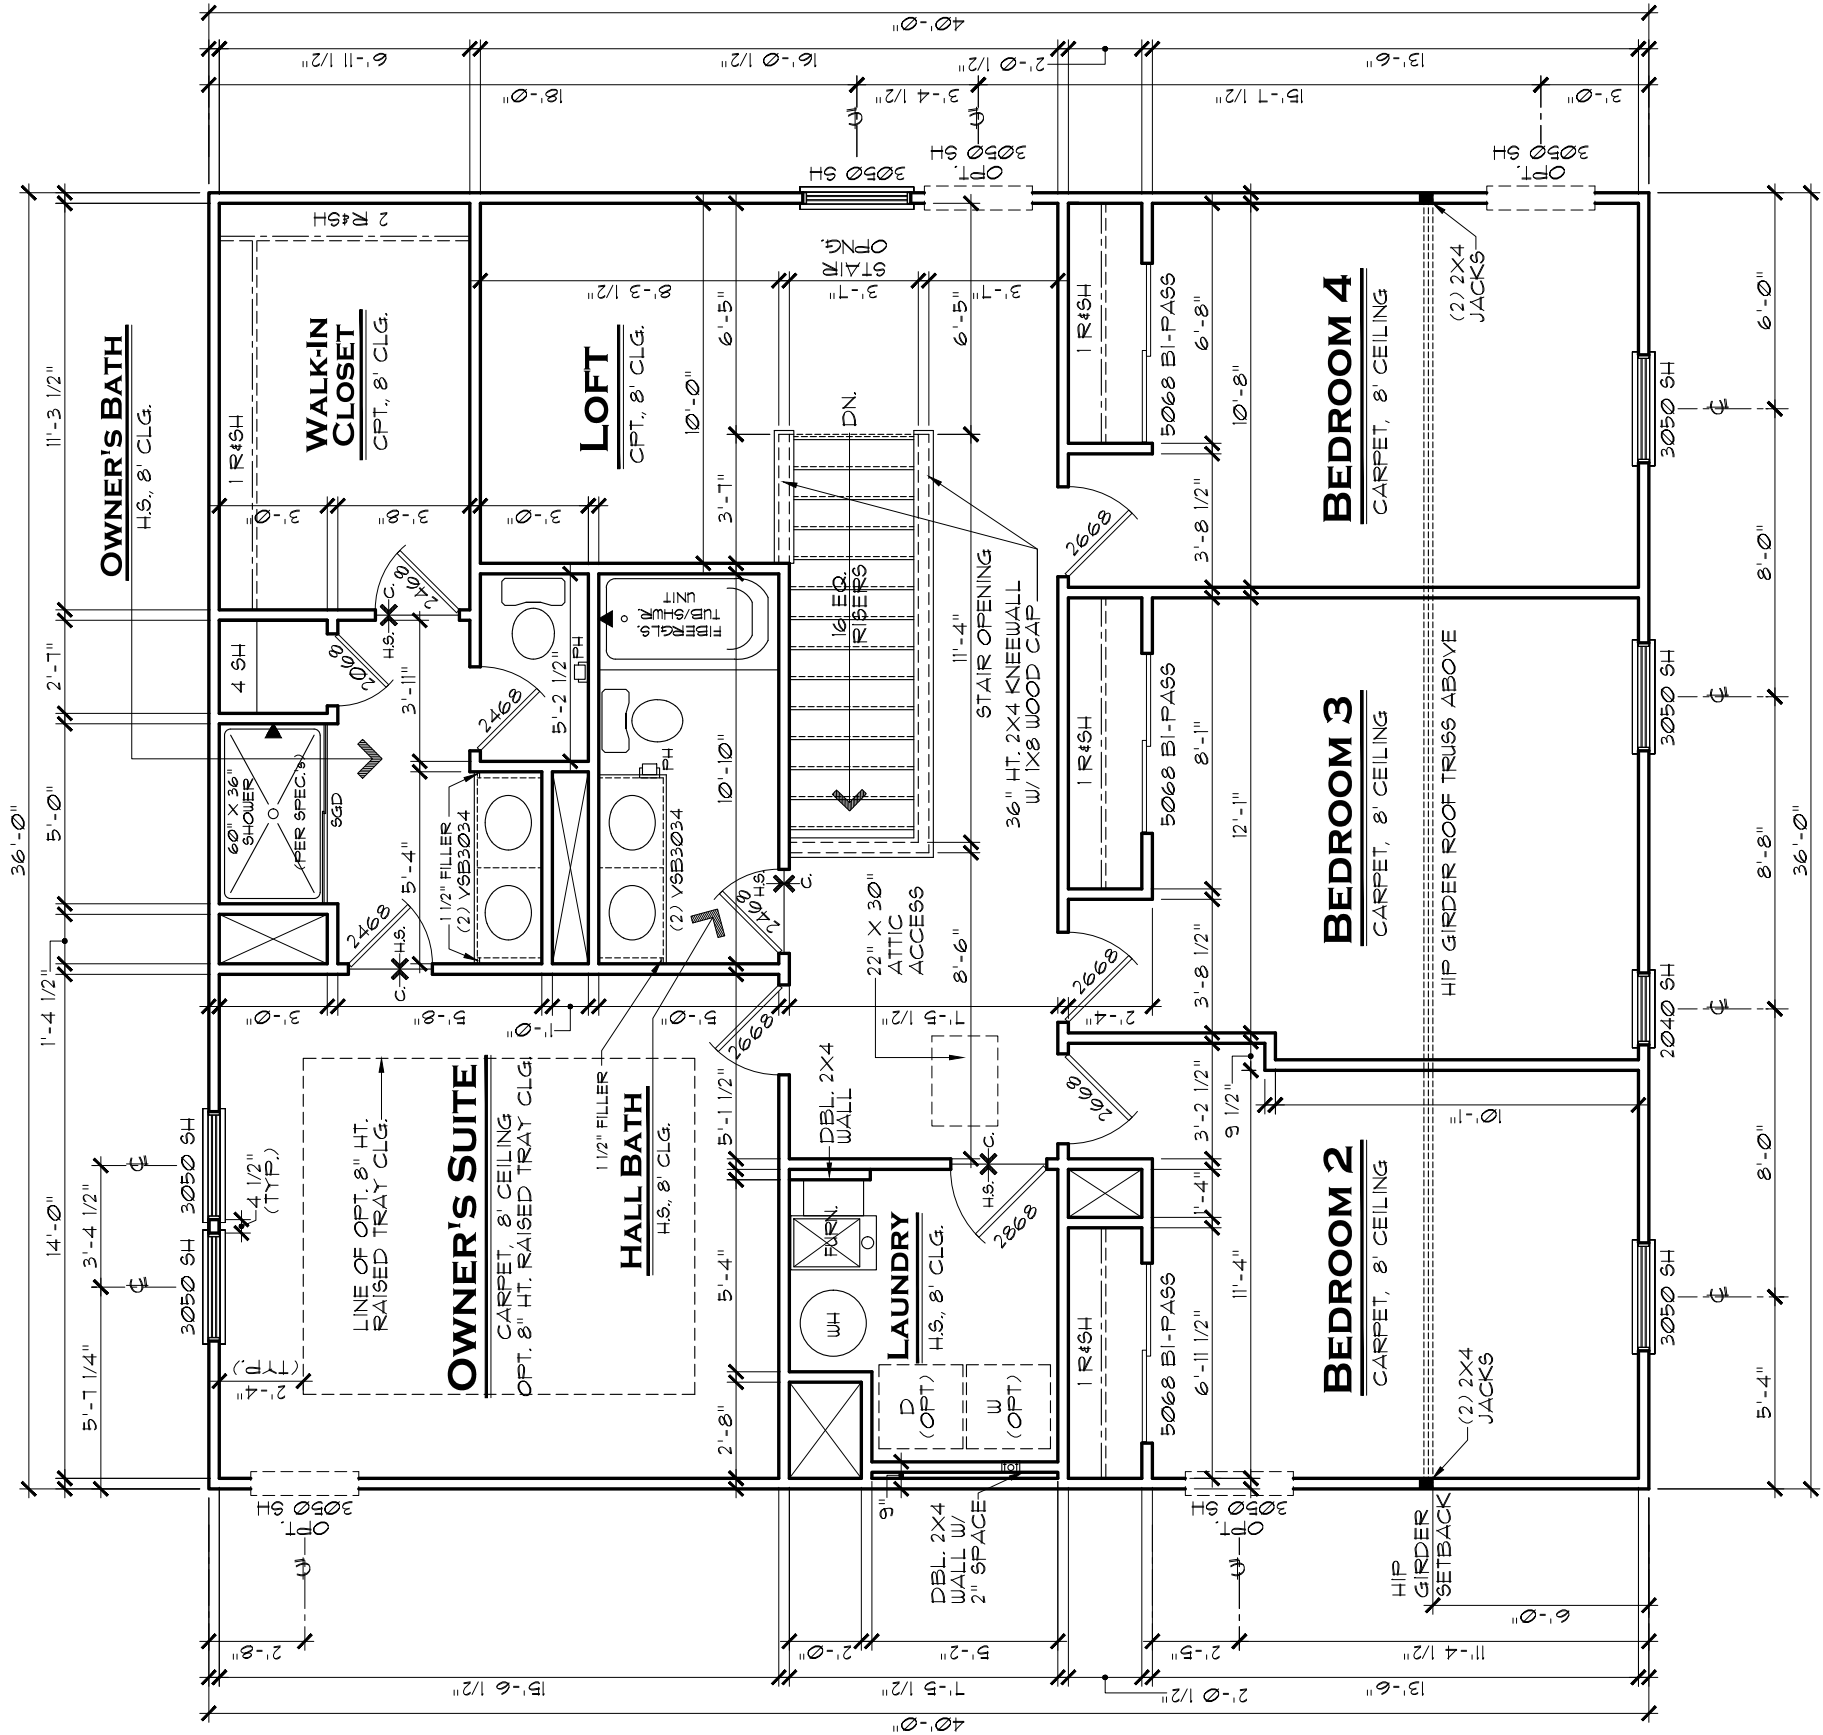 OWNER'S BATH
H.S., 8' CLG.
WALK-IN
CLOSET
CPT., 8' CLG.
1 R&SH
2 R&SH
LOFT
CPT., 8' CLG.
BEDROOM 4
CARPET, 8' CEILING
BEDROOM 3
CARPET, 8' CEILING
BEDROOM 2
CARPET, 8' CEILING
OWNER'S SUITE
CARPET, 8' CEILING
OPT. 8" HT. RAISED TRAY CLG.
LINE OF OPT. 8" HT.
RAISED TRAY CLG.
HALL BATH
H.S., 8' CLG.
LAUNDRY
H.S., 8' CLG.
36'-0"
11'-3 1/2"
2'-7"
5'-0"
1'-4 1/2"
14'-0"
3'-4 1/2"
5'-7 1/4"
3050 SH
3050 SH
4 1/2"
(TYP.)
2'-4"
(TYP.)
40'-0"
6'-11 1/2"
16'-0 1/2"
2'-0 1/2"
13'-6"
18'-0"
3'-4 1/2"
15'-7 1/2"
3'-0"
3050 SH
OPT.
3050 SH
OPT.
3050 SH
STAIR
OPNG.
8'-3 1/2"
3'-7"
3'-7"
6'-5"
6'-5"
10'-0"
3'-7"
DN.
16 EQ.
RISERS
11'-4"
STAIR OPENING
36" HT. 2X4 KNEEWALL
W/ 1X8 WOOD CAP
3'-0"
3'-8"
3'-0"
2468
C.
H.S.
2068
4 SH
3'-11"
60" X 36"
SHOWER
(PER SPEC.'s)
SGD
5'-4"
2468
H.S.
C.
1 1/2" FILLER
(2) VSB3034
2468
5'-2 1/2"
PH
FIBERGLS.
TUB/SHWR.
UNIT
PH
(2) VSB3034
10'-10"
2468
H.S.
C.
22" X 30"
ATTIC
ACCESS
8'-6"
3'-0"
5'-8"
1'-0"
5'-0"
7'-5 1/2"
2'-4"
2668
1 1/2" FILLER
5'-1 1/2"
DBL. 2X4
WALL
5'-4"
FURN.
WH
2868
H.S.
C.
D
(OPT)
W
(OPT)
2'-8"
9"
DBL. 2X4
WALL W/
2" SPACE
1 R&SH
5068 BI-PASS
6'-8"
10'-8"
3'-8 1/2"
2668
1 R&SH
5068 BI-PASS
8'-1"
12'-1"
3'-8 1/2"
2668
HIP GIRDER ROOF TRUSS ABOVE
2668
3'-2 1/2"
9 1/2"
10'-1"
1'-4"
11'-4"
1 R&SH
5068 BI-PASS
6'-11 1/2"
(2) 2X4
JACKS
(2) 2X4
JACKS
3050 SH
3050 SH
2040 SH
3050 SH
6'-0"
8'-0"
8'-8"
8'-0"
5'-4"
36'-0"
OPT.
3050 SH
OPT.
3050 SH
HIP
GIRDER
SETBACK
6'-0"
2'-8"
2'-0"
5'-2"
2'-5"
11'-4 1/2"
15'-6 1/2"
7'-5 1/2"
2'-0 1/2"
13'-6"
40'-0"